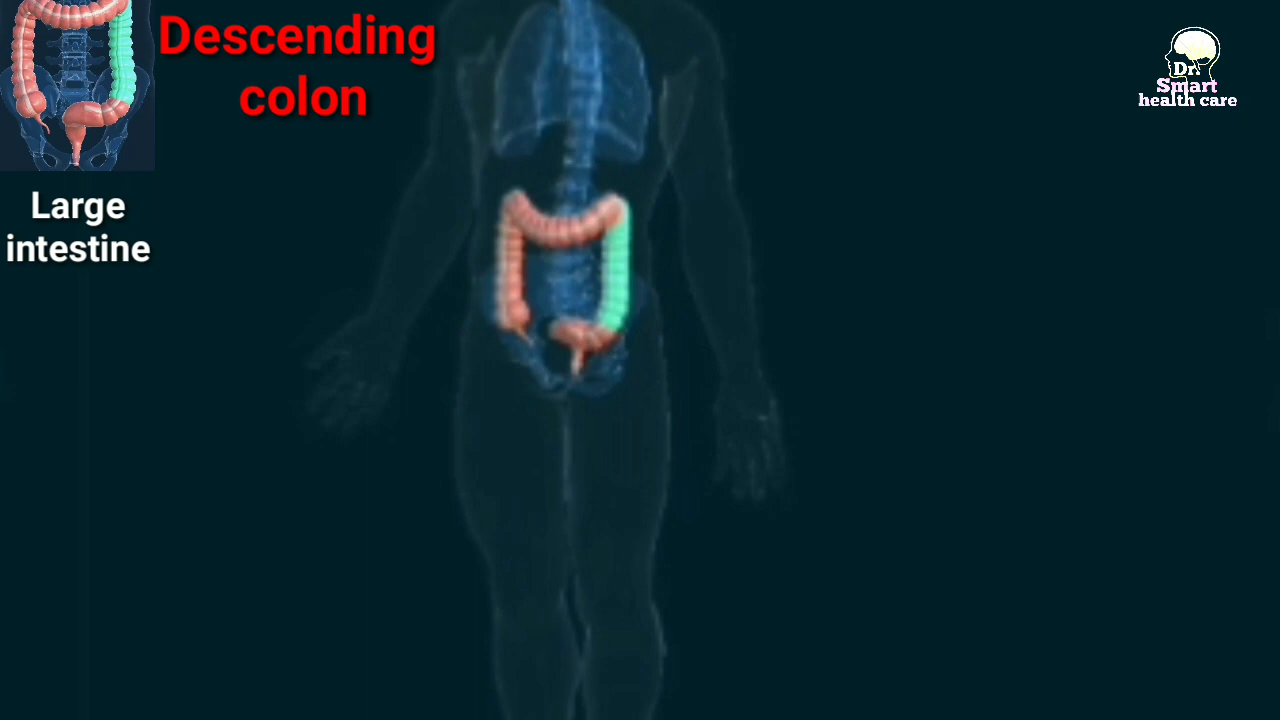 Descending
colon
Large
intestine
Dr.
Smart
health care